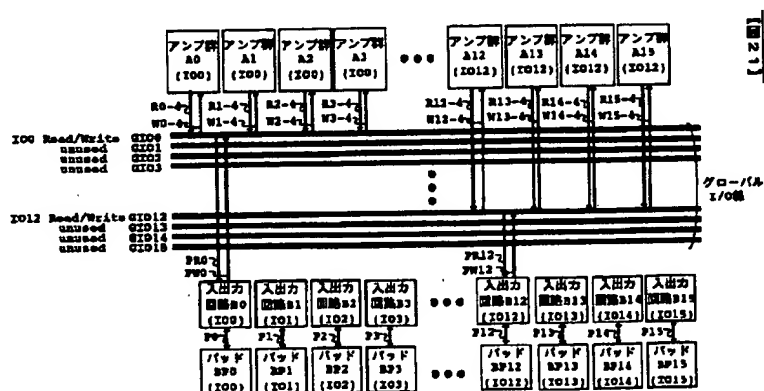 【図21】
アンプ群 A0 (IO0)
アンプ群 A1 (IO0)
アンプ群 A2 (IO0)
アンプ群 A3 (IO0)
アンプ群 A12 (IO12)
アンプ群 A13 (IO12)
アンプ群 A14 (IO12)
アンプ群 A15 (IO12)
R0-4 R1-4 R2-4 R3-4 R12-4 R13-4 R14-4 R15-4
W0-4 W1-4 W2-4 W3-4 W12-4 W13-4 W14-4 W15-4
IO0 Read/Write GIO0
unused GIO1
unused GIO2
unused GIO3
グローバル
I/O線
IO12 Read/Write GIO12
unused GIO13
unused GIO14
unused GIO15
PR0 PR12
PW0 PW12
入出力 回路B0 (IO0)
入出力 回路B1 (IO1)
入出力 回路B2 (IO2)
入出力 回路B3 (IO3)
入出力 回路B12 (IO12)
入出力 回路B13 (IO13)
入出力 回路B14 (IO14)
入出力 回路B15 (IO15)
P0 P1 P2 P3 P12 P13 P14 P15
パッド BP0 (IO0)
パッド BP1 (IO1)
パッド BP2 (IO2)
パッド BP3 (IO3)
パッド BP12 (IO12)
パッド BP13 (IO13)
パッド BP14 (IO14)
パッド BP15 (IO15)